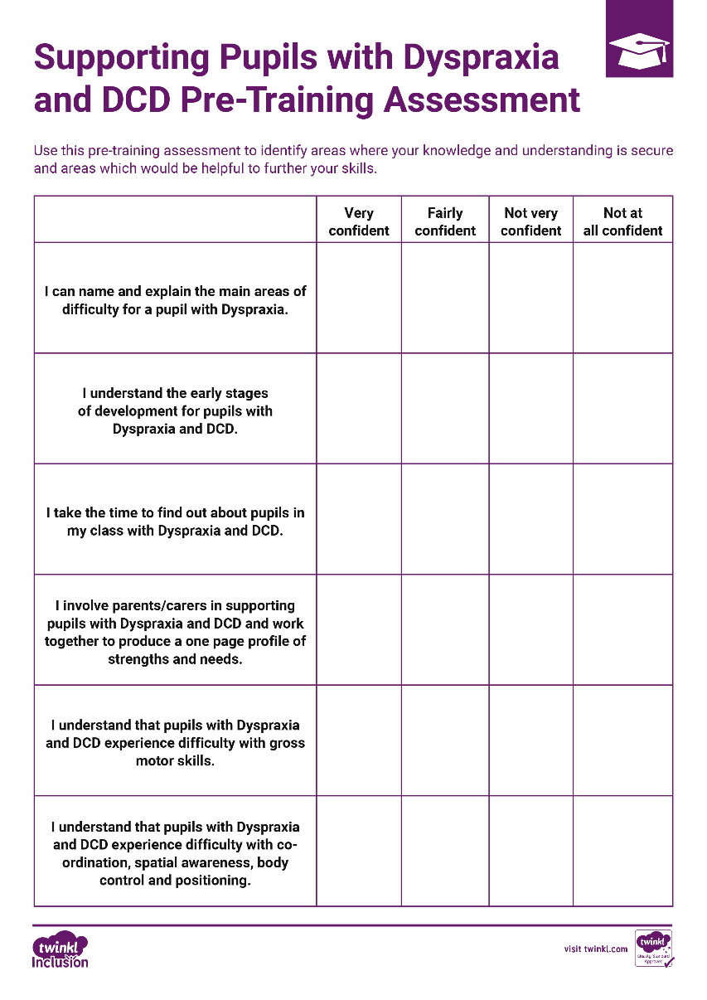 Supporting Pupils with Dyspraxia
and DCD Pre-Training Assessment
Use this pre-training assessment to identify areas where your knowledge and understanding is secure
and areas which would be helpful to further your skills.
Very
confident
Fairly
confident
Not very
confident
Not at
all confident
I can name and explain the main areas of
difficulty for a pupil with Dyspraxia.
I understand the early stages
of development for pupils with
Dyspraxia and DCD.
I take the time to find out about pupils in
my class with Dyspraxia and DCD.
I involve parents/carers in supporting
pupils with Dyspraxia and DCD and work
together to produce a one page profile of
strengths and needs.
I understand that pupils with Dyspraxia
and DCD experience difficulty with gross
motor skills.
I understand that pupils with Dyspraxia
and DCD experience difficulty with co-
ordination, spatial awareness, body
control and positioning.
twinkl
Inclusion
visit twinkl.com
twinkl
Quality Standard
Approved